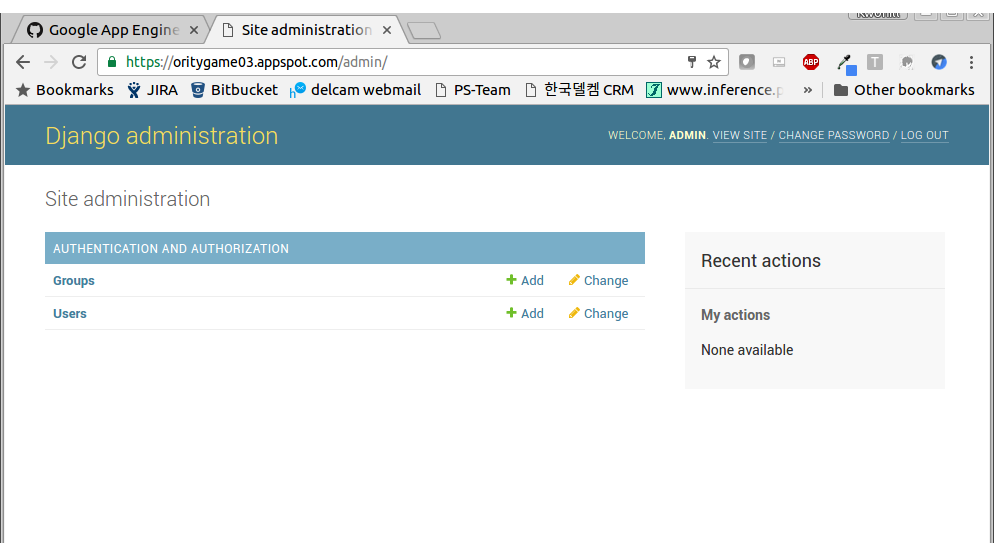 Google App Engine
Site administration
https://oritygame03.appspot.com/admin/
ABP
T
Bookmarks JIRA Bitbucket delcam webmail PS-Team 한국델켐 CRM www.inference.p » Other bookmarks
Django administration
WELCOME, ADMIN. VIEW SITE / CHANGE PASSWORD / LOG OUT
Site administration
AUTHENTICATION AND AUTHORIZATION
Groups Add Change
Users Add Change
Recent actions
My actions
None available